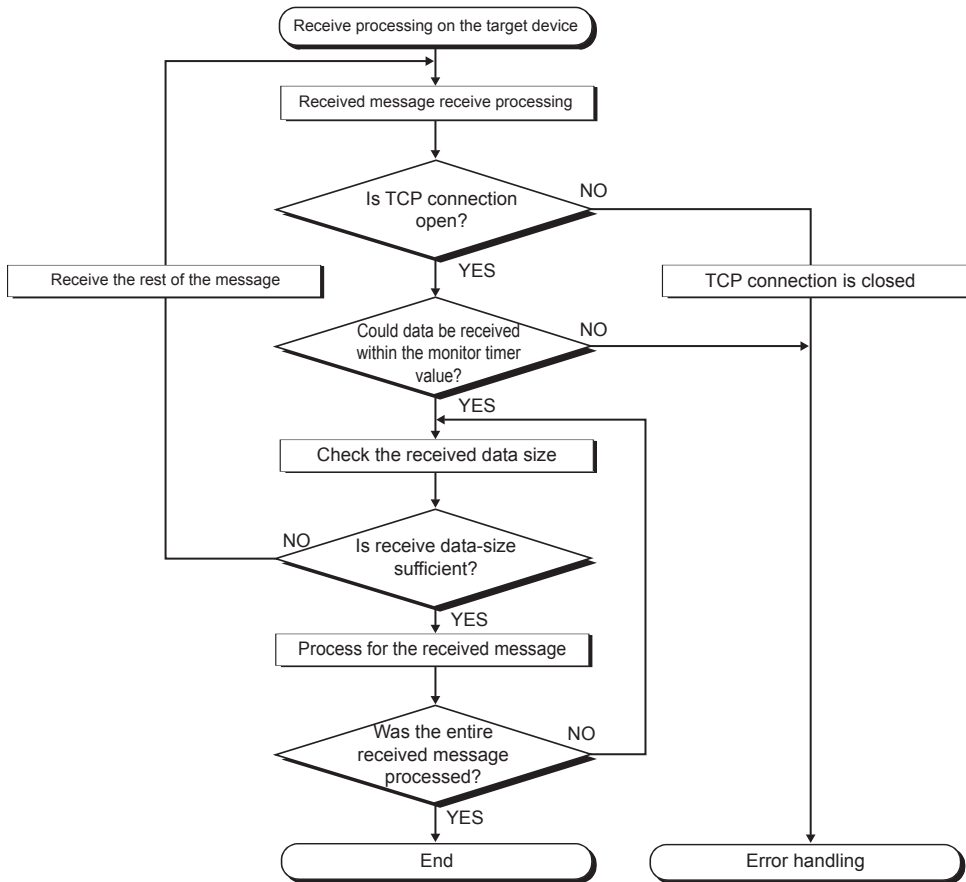 Receive processing on the target device
Received message receive processing
Is TCP connection
open?
NO
YES
Receive the rest of the message
TCP connection is closed
Could data be received
within the monitor timer
value?
NO
YES
Check the received data size
NO
Is receive data-size
sufficient?
YES
Process for the received message
Was the entire
received message
processed?
NO
YES
End
Error handling